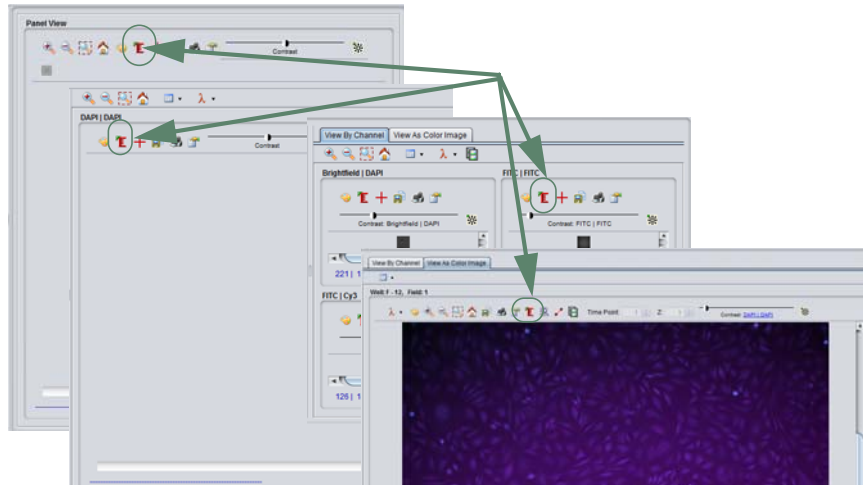 Panel View
Contrast
DAPI | DAPI
Contrast
View By Channel View As Color Image
Brightfield | DAPI
FITC | FITC
Contrast: Brightfield | DAPI
Contrast: FITC | FITC
221 | 1
FITC | Cy3
126 | 1
View By Channel View As Color Image
Well: F - 12, Field: 1
λ
Time Point
Z:
Contrast: DAPI | DAPI